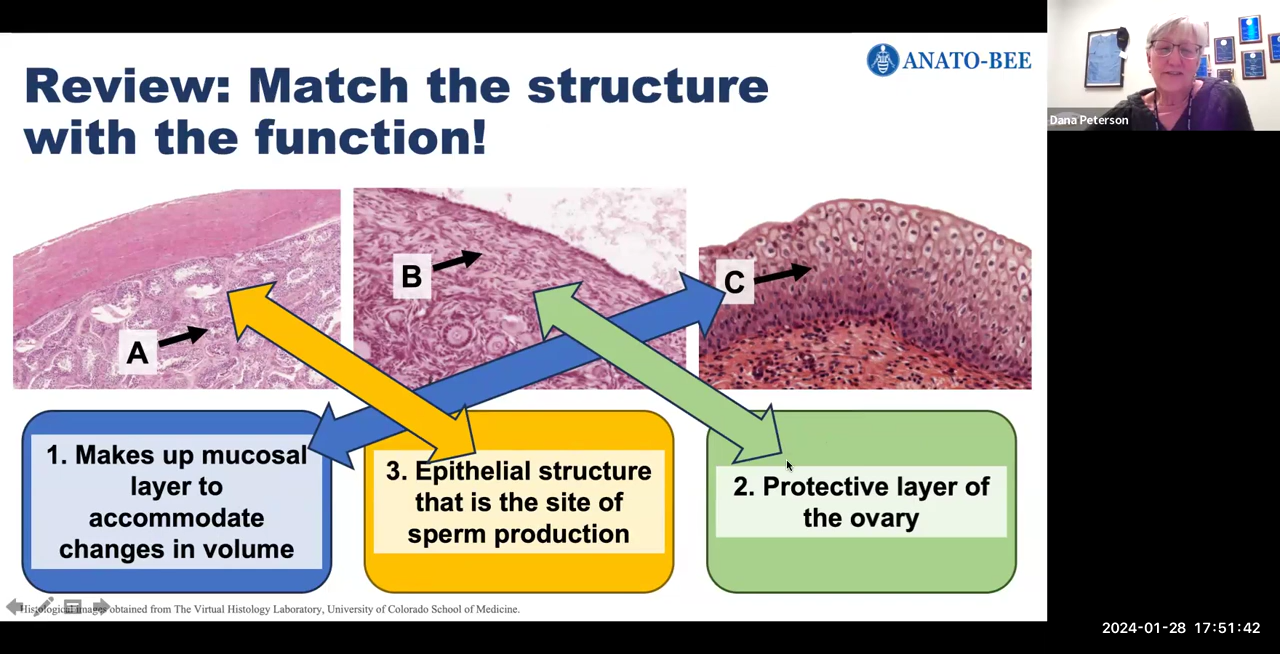 Review: Match the structure
with the function!
ANATO-BEE
Dana Peterson
A
B
C
1. Makes up mucosal
layer to
accommodate
changes in volume
3. Epithelial structure
that is the site of
sperm production
2. Protective layer of
the ovary
Histological images obtained from The Virtual Histology Laboratory, University of Colorado School of Medicine.
2024-01-28 17:51:42